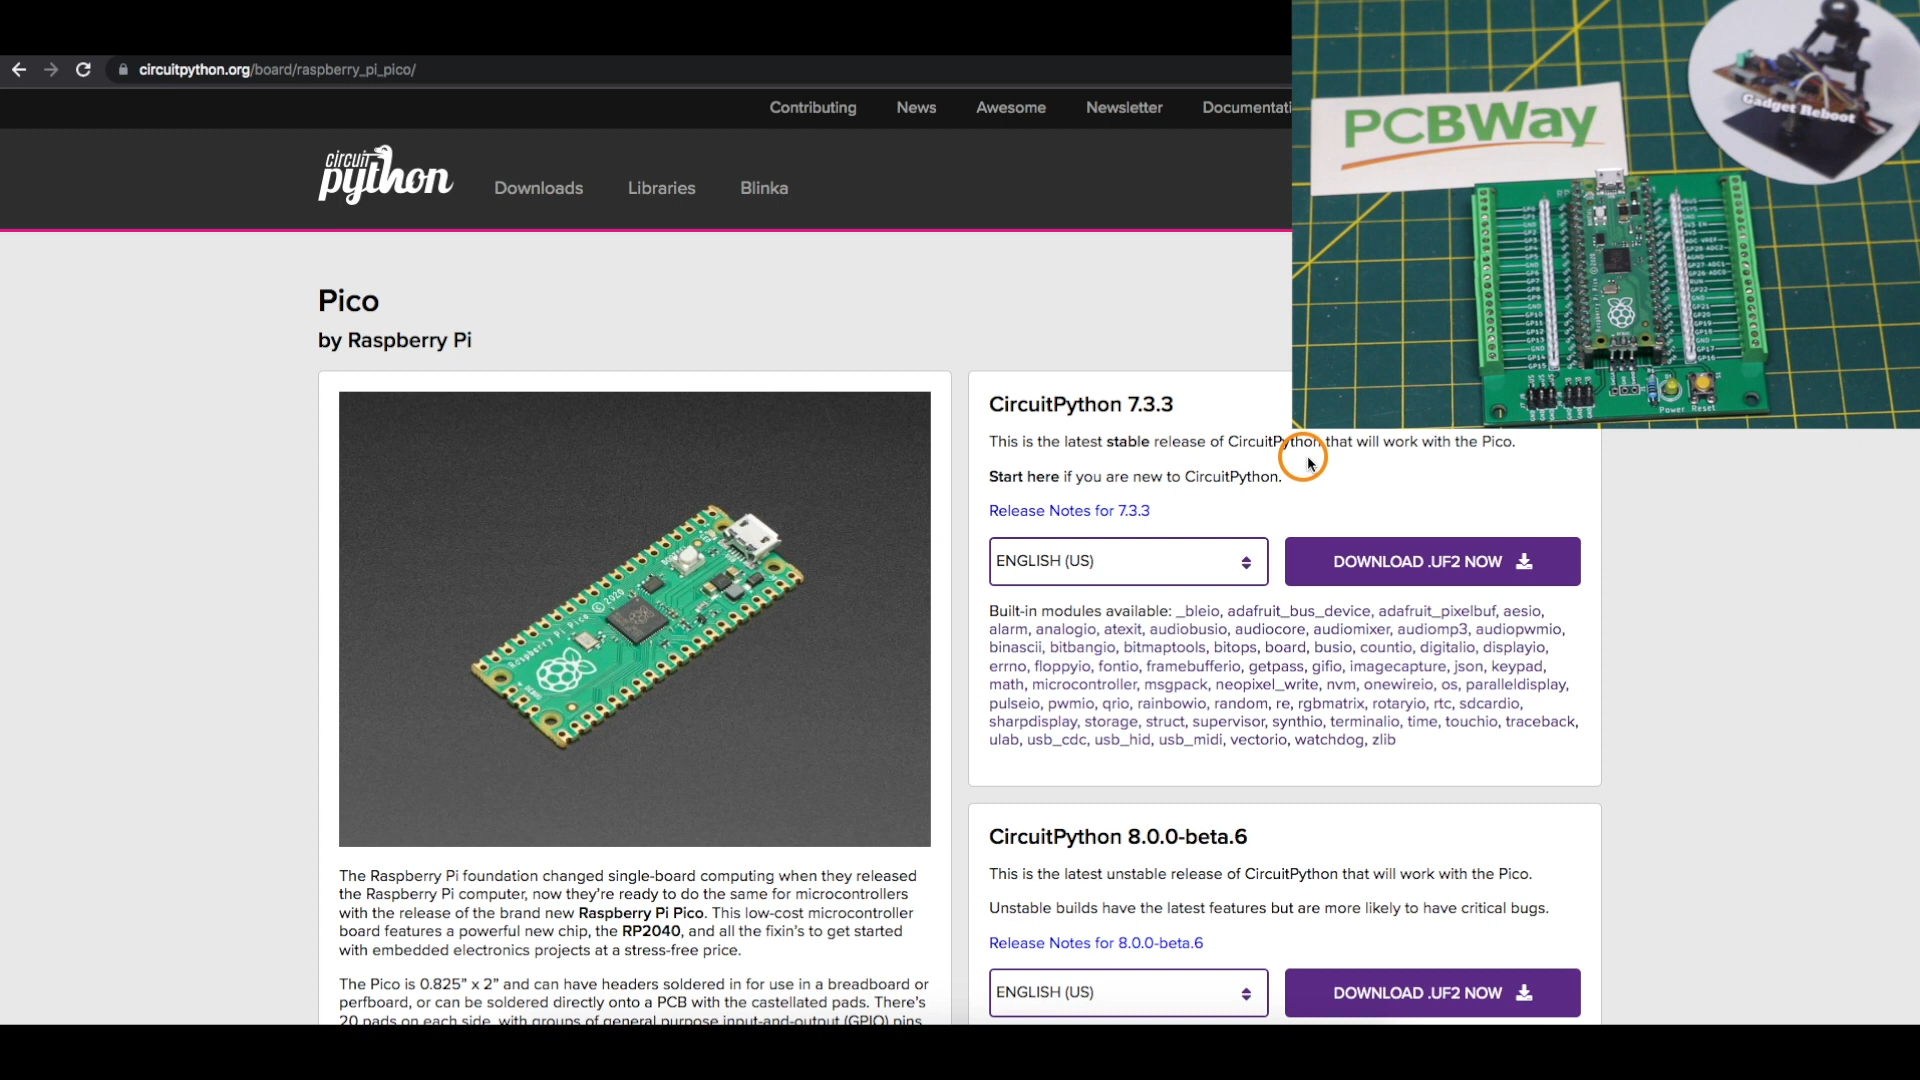 circuitpython.org/board/raspberry_pi_pico/
Contributing News Awesome Newsletter Documentati
circuit python
Downloads Libraries Blinka
PCBWay
Gadget Reboot
Pico
by Raspberry Pi
Raspberry Pi Pico © 2020
The Raspberry Pi foundation changed single-board computing when they released
the Raspberry Pi computer, now they're ready to do the same for microcontrollers
with the release of the brand new Raspberry Pi Pico. This low-cost microcontroller
board features a powerful new chip, the RP2040, and all the fixin's to get started
with embedded electronics projects at a stress-free price.
The Pico is 0.825” x 2” and can have headers soldered in for use in a breadboard or
perfboard, or can be soldered directly onto a PCB with the castellated pads. There's
20 pads on each side, with groups of general purpose input-and-output (GPIO) pins,
CircuitPython 7.3.3
This is the latest stable release of CircuitPython that will work with the Pico.
Start here if you are new to CircuitPython.
Release Notes for 7.3.3
ENGLISH (US)
DOWNLOAD .UF2 NOW
Built-in modules available: _bleio, adafruit_bus_device, adafruit_pixelbuf, aesio,
alarm, analogio, atexit, audiobusio, audiocore, audiomixer, audiomp3, audiopwmio,
binascii, bitbangio, bitmaptools, bitops, board, busio, countio, digitalio, displayio,
errno, floppyio, fontio, framebufferio, getpass, gifio, imagecapture, json, keypad,
math, microcontroller, msgpack, neopixel_write, nvm, onewireio, os, paralleldisplay,
pulseio, pwmio, qrio, rainbowio, random, re, rgbmatrix, rotaryio, rtc, sdcardio,
sharpdisplay, storage, struct, supervisor, synthio, terminalio, time, touchio, traceback,
ulab, usb_cdc, usb_hid, usb_midi, vectorio, watchdog, zlib
CircuitPython 8.0.0-beta.6
This is the latest unstable release of CircuitPython that will work with the Pico.
Unstable builds have the latest features but are more likely to have critical bugs.
Release Notes for 8.0.0-beta.6
ENGLISH (US)
DOWNLOAD .UF2 NOW
Power Reset